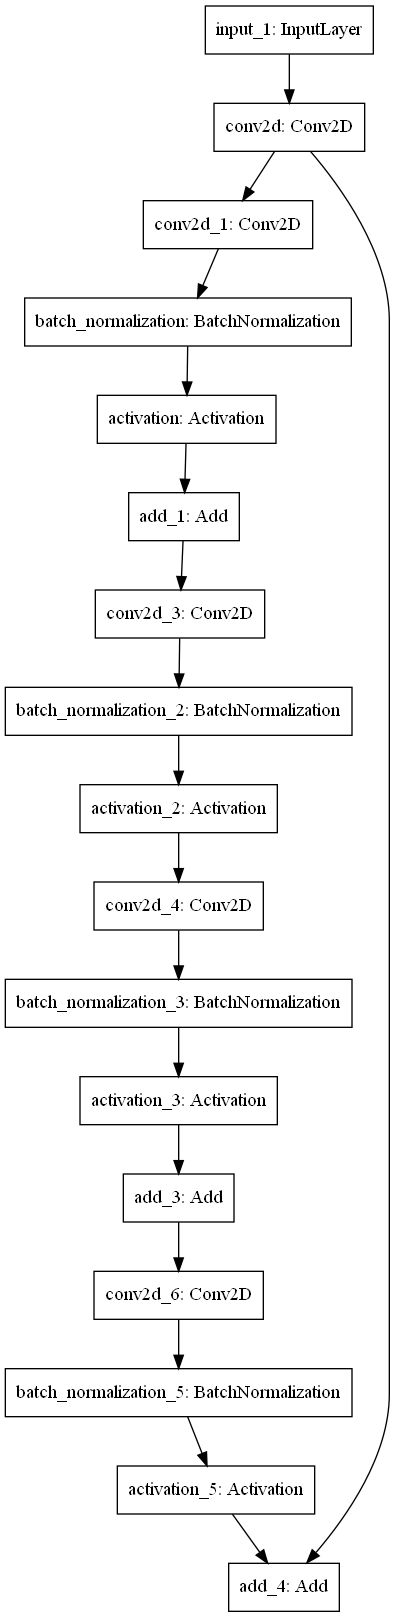 input_1: InputLayer
conv2d: Conv2D
conv2d_1: Conv2D
batch_normalization: BatchNormalization
activation: Activation
add_1: Add
conv2d_3: Conv2D
batch_normalization_2: BatchNormalization
activation_2: Activation
conv2d_4: Conv2D
batch_normalization_3: BatchNormalization
activation_3: Activation
add_3: Add
conv2d_6: Conv2D
batch_normalization_5: BatchNormalization
activation_5: Activation
add_4: Add